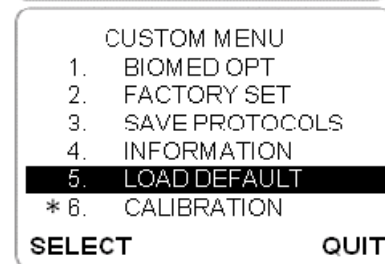 CUSTOM MENU
1. BIOMED OPT
2. FACTORY SET
3. SAVE PROTOCOLS
4. INFORMATION
5. LOAD DEFAULT
* 6. CALIBRATION
SELECT QUIT